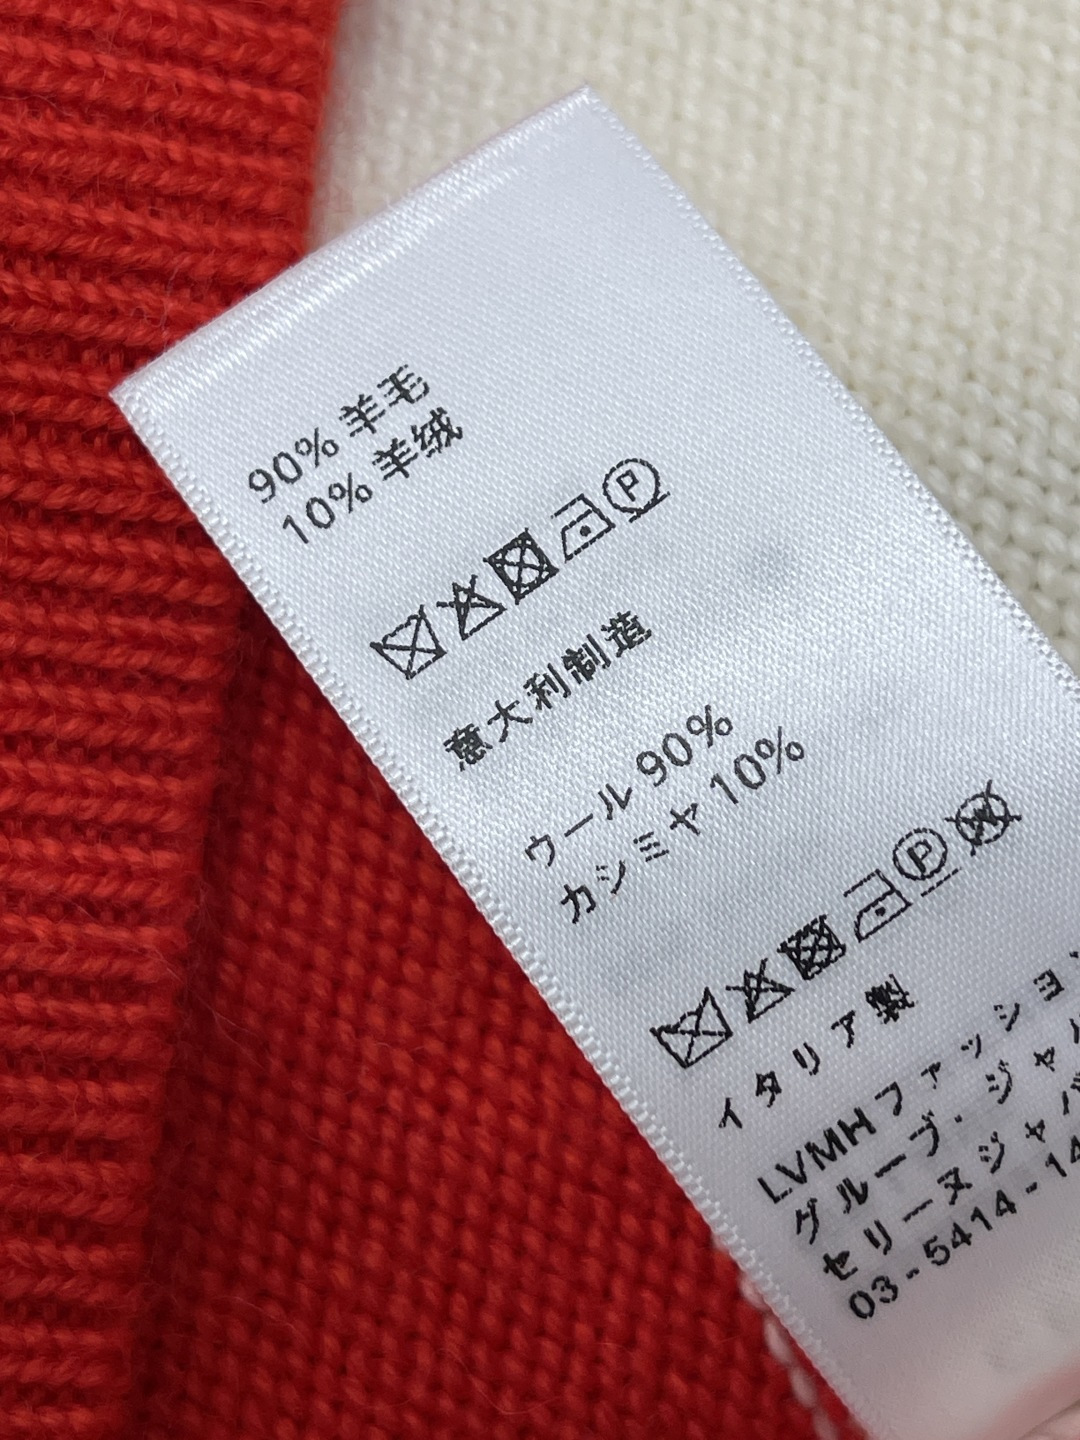 90% 羊毛
10% 羊绒
P
意大利制造
ウール 90%
カシミヤ 10%
P W
イタリア製
LVMHファッション
グループ・ジャパ
セリーヌジャパ
03-5414-14